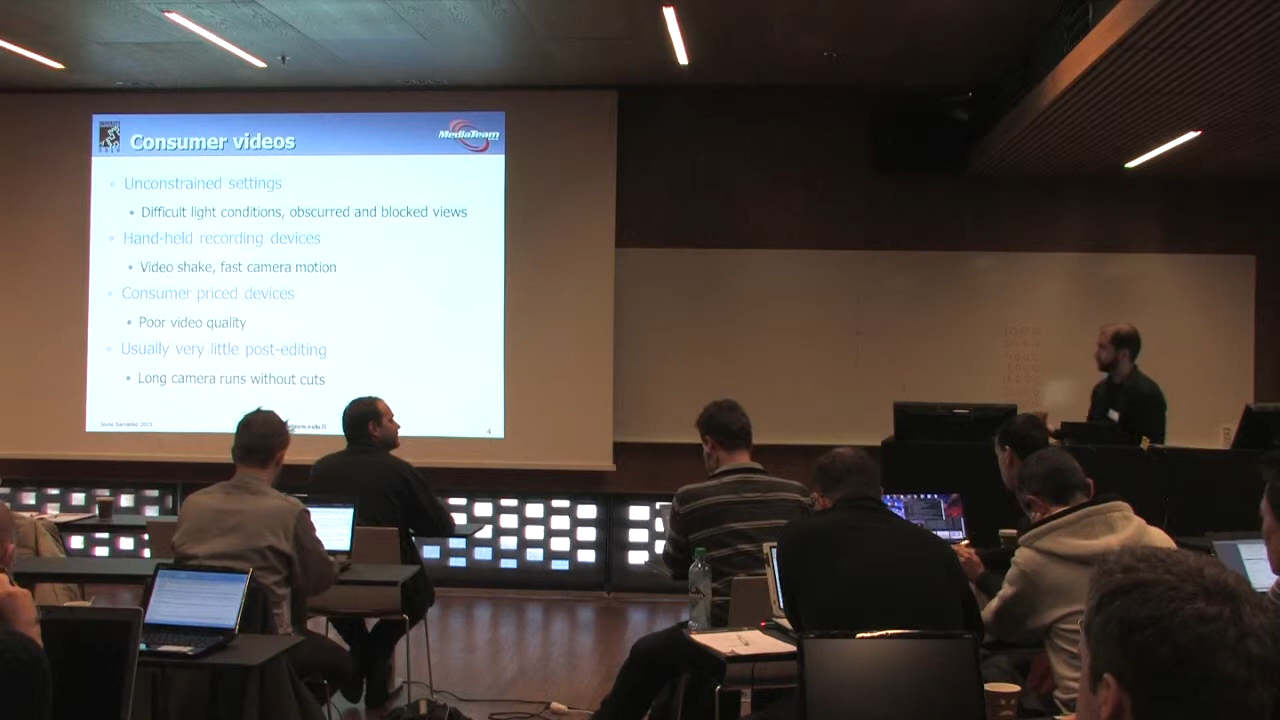 Consumer videos
MediaTeam
Unconstrained settings
Difficult light conditions, obscurred and blocked views
Hand-held recording devices
Video shake, fast camera motion
Consumer priced devices
Poor video quality
Usually very little post-editing
Long camera runs without cuts
4